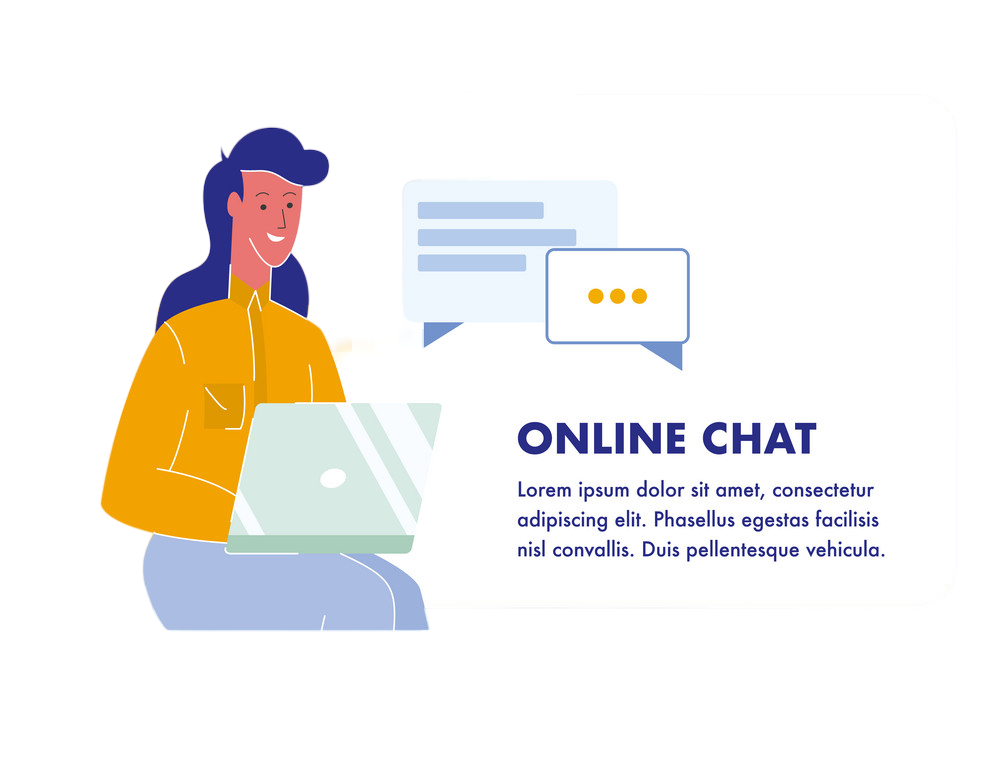 ONLINE CHAT
Lorem ipsum dolor sit amet, consectetur
adipiscing elit. Phasellus egestas facilisis
nisl convallis. Duis pellentesque vehicula.